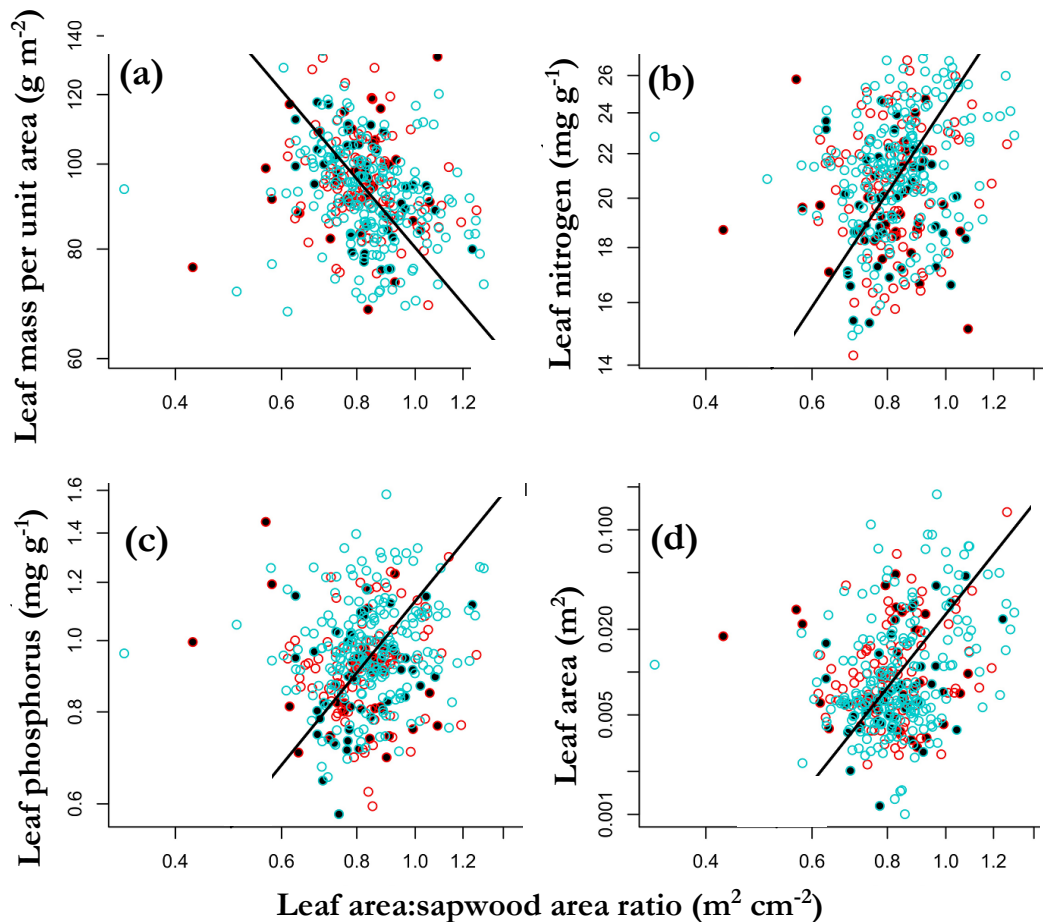 (a)
Leaf mass per unit area (g m-2)
140
120
100
80
60
0.4 0.6 0.8 1.0 1.2
(b)
Leaf nitrogen (mg g-1)
26
24
22
20
18
16
14
0.4 0.6 0.8 1.0 1.2
(c)
Leaf phosphorus (mg g-1)
1.6
1.4
1.2
1.0
0.8
0.6
0.4 0.6 0.8 1.0 1.2
(d)
Leaf area (m2)
0.100
0.020
0.005
0.001
0.4 0.6 0.8 1.0 1.2
Leaf area:sapwood area ratio (m2 cm-2)